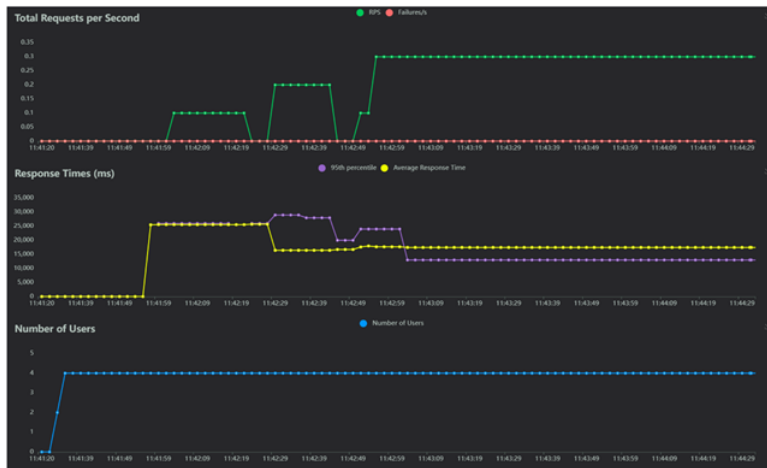 Total Requests per Second
RPS Failures/s
0.35
0.3
0.25
0.2
0.15
0.1
0.05
0
11:41:20 11:41:39 11:41:49 11:41:59 11:42:09 11:42:19 11:42:29 11:42:39 11:42:49 11:42:59 11:43:09 11:43:19 11:43:29 11:43:39 11:43:49 11:43:59 11:44:09 11:44:19 11:44:29
Response Times (ms)
95th percentile Average Response Time
35,000
30,000
25,000
20,000
15,000
10,000
5,000
0
11:41:20 11:41:39 11:41:49 11:41:59 11:42:09 11:42:19 11:42:29 11:42:39 11:42:49 11:42:59 11:43:09 11:43:19 11:43:29 11:43:39 11:43:49 11:43:59 11:44:09 11:44:19 11:44:29
Number of Users
Number of Users
5
4
3
2
1
0
11:41:20 11:41:39 11:41:49 11:41:59 11:42:09 11:42:19 11:42:29 11:42:39 11:42:49 11:42:59 11:43:09 11:43:19 11:43:29 11:43:39 11:43:49 11:43:59 11:44:09 11:44:19 11:44:29